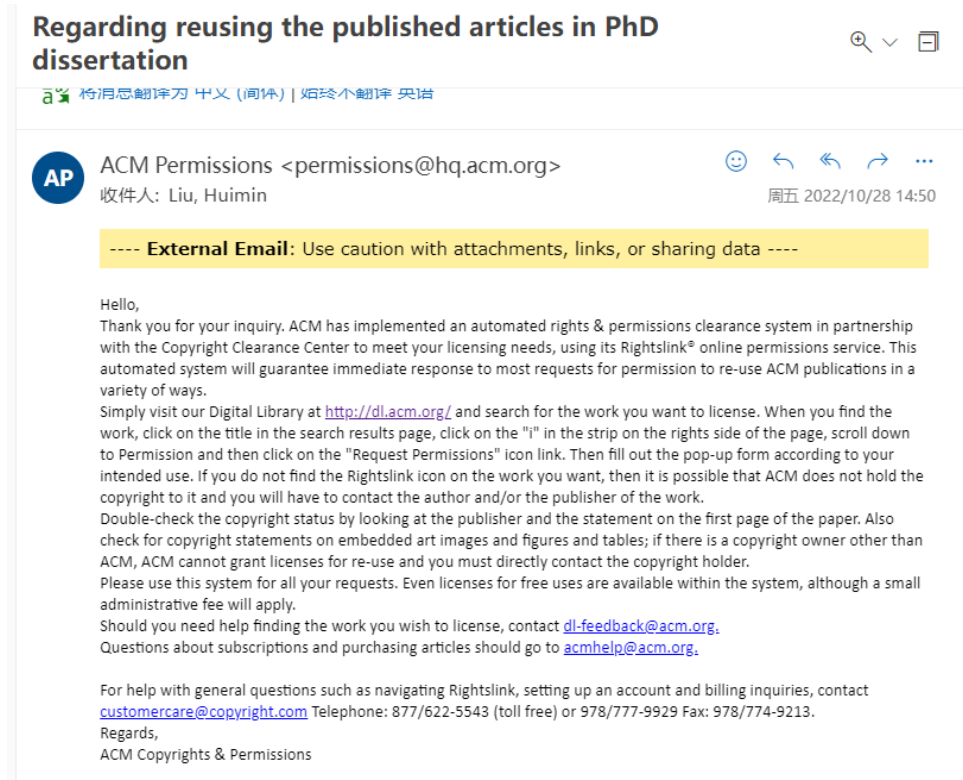 Regarding reusing the published articles in PhD
dissertation
将消息翻译为 中文 (简体) | 始终不翻译 英语
AP
ACM Permissions <permissions@hq.acm.org>
收件人: Liu, Huimin
周五 2022/10/28 14:50
---- External Email: Use caution with attachments, links, or sharing data ----
Hello,
Thank you for your inquiry. ACM has implemented an automated rights & permissions clearance system in partnership
with the Copyright Clearance Center to meet your licensing needs, using its Rightslink® online permissions service. This
automated system will guarantee immediate response to most requests for permission to re-use ACM publications in a
variety of ways.
Simply visit our Digital Library at http://dl.acm.org/ and search for the work you want to license. When you find the
work, click on the title in the search results page, click on the "i" in the strip on the rights side of the page, scroll down
to Permission and then click on the "Request Permissions" icon link. Then fill out the pop-up form according to your
intended use. If you do not find the Rightslink icon on the work you want, then it is possible that ACM does not hold the
copyright to it and you will have to contact the author and/or the publisher of the work.
Double-check the copyright status by looking at the publisher and the statement on the first page of the paper. Also
check for copyright statements on embedded art images and figures and tables; if there is a copyright owner other than
ACM, ACM cannot grant licenses for re-use and you must directly contact the copyright holder.
Please use this system for all your requests. Even licenses for free uses are available within the system, although a small
administrative fee will apply.
Should you need help finding the work you wish to license, contact dl-feedback@acm.org.
Questions about subscriptions and purchasing articles should go to acmhelp@acm.org.
For help with general questions such as navigating Rightslink, setting up an account and billing inquiries, contact
customercare@copyright.com Telephone: 877/622-5543 (toll free) or 978/777-9929 Fax: 978/774-9213.
Regards,
ACM Copyrights & Permissions